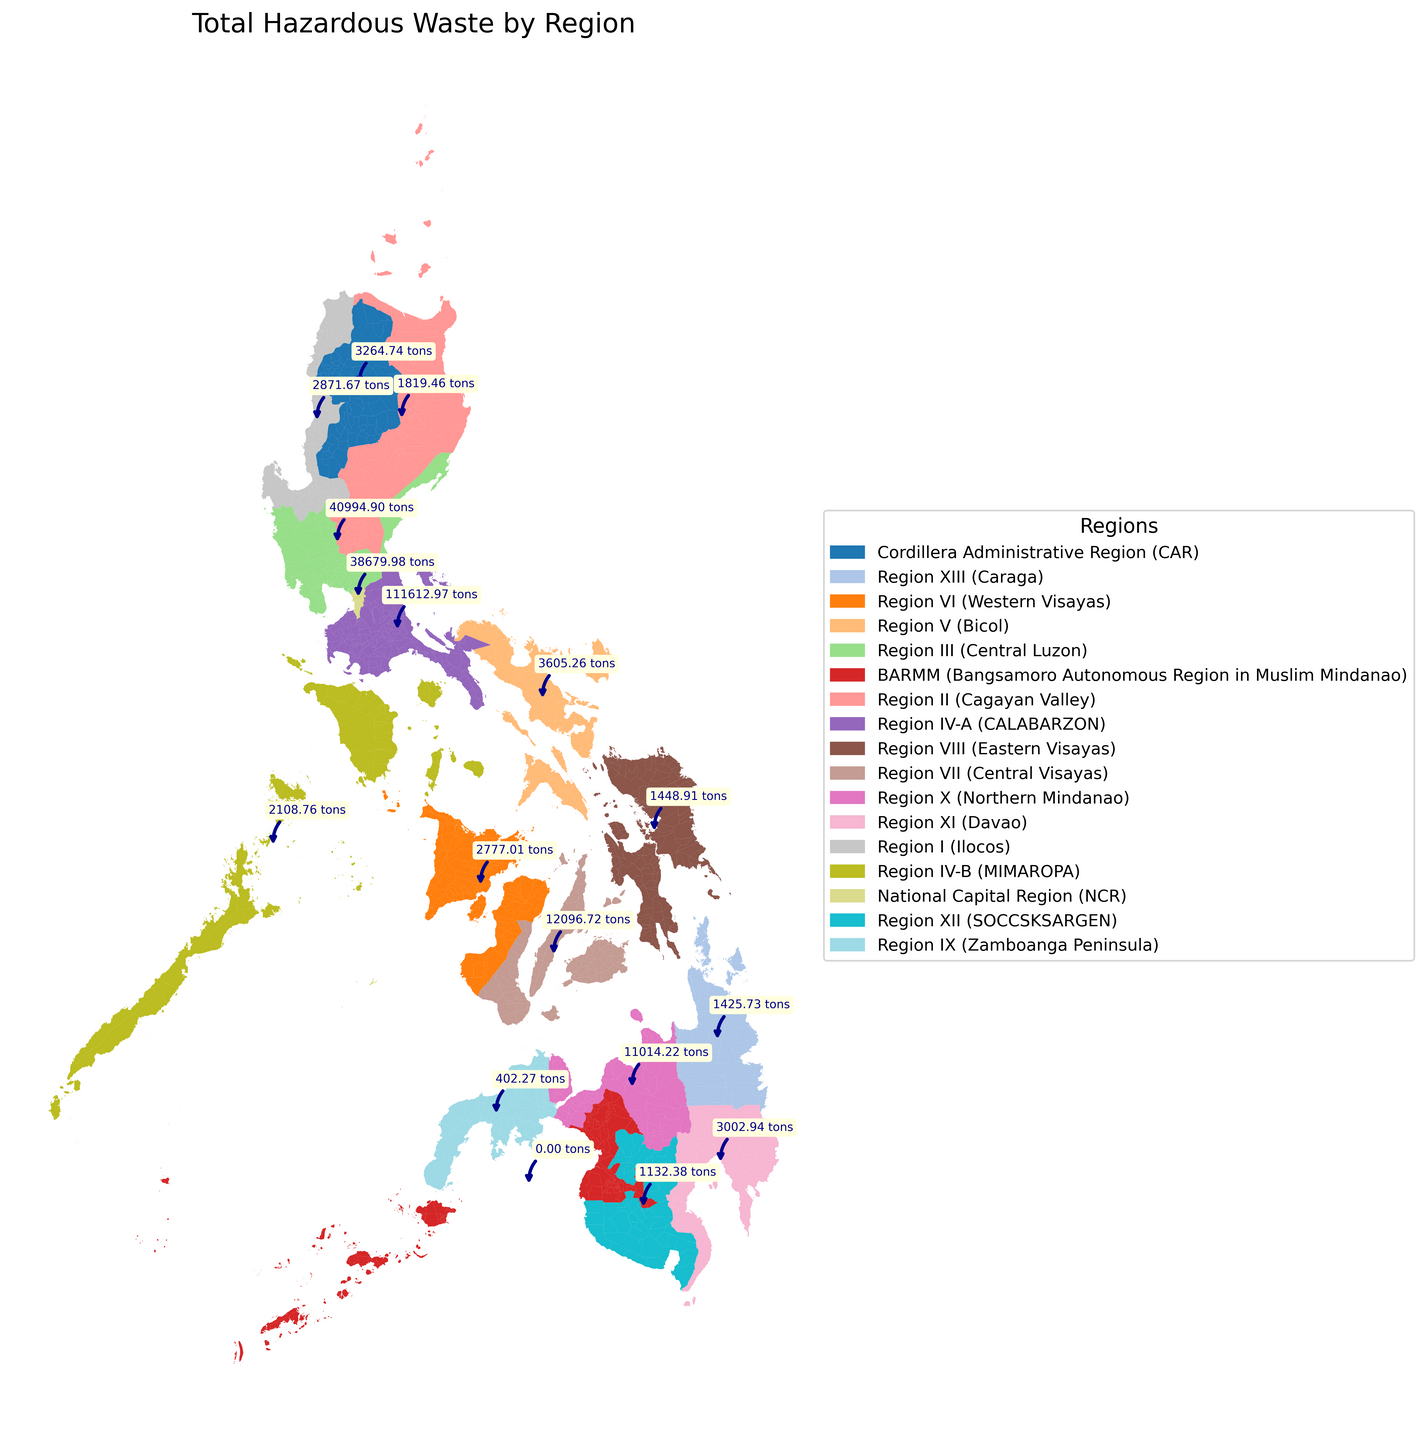 Total Hazardous Waste by Region
3264.74 tons
2871.67 tons
1819.46 tons
40994.90 tons
38679.98 tons
111612.97 tons
3605.26 tons
1448.91 tons
2108.76 tons
2777.01 tons
12096.72 tons
1425.73 tons
11014.22 tons
402.27 tons
3002.94 tons
0.00 tons
1132.38 tons
Regions
Cordillera Administrative Region (CAR)
Region XIII (Caraga)
Region VI (Western Visayas)
Region V (Bicol)
Region III (Central Luzon)
BARMM (Bangsamoro Autonomous Region in Muslim Mindanao)
Region II (Cagayan Valley)
Region IV-A (CALABARZON)
Region VIII (Eastern Visayas)
Region VII (Central Visayas)
Region X (Northern Mindanao)
Region XI (Davao)
Region I (Ilocos)
Region IV-B (MIMAROPA)
National Capital Region (NCR)
Region XII (SOCCSKSARGEN)
Region IX (Zamboanga Peninsula)